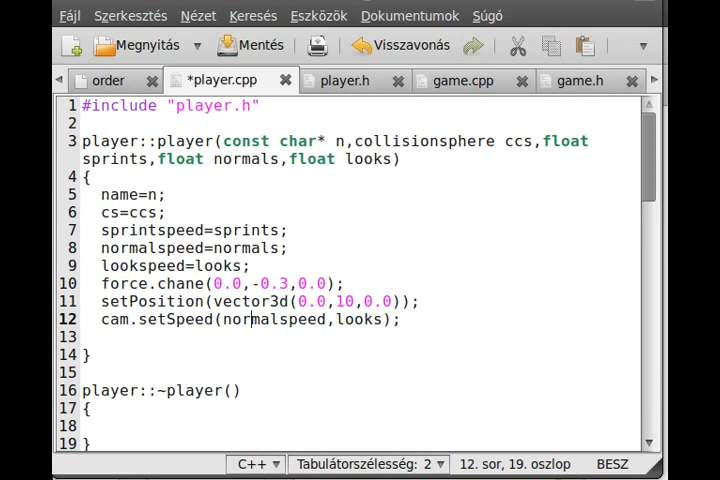 Fájl Szerkesztés Nézet Keresés Eszközök Dokumentumok Súgó
Megnyitás Mentés Visszavonás
order *player.cpp player.h game.cpp game.h
1 #include "player.h"
2
3 player::player(const char* n,collisionsphere ccs,float
sprints,float normals,float looks)
4 {
5 name=n;
6 cs=ccs;
7 sprintspeed=sprints;
8 normalspeed=normals;
9 lookspeed=looks;
10 force.chane(0.0,-0.3,0.0);
11 setPosition(vector3d(0.0,10,0.0));
12 cam.setSpeed(normalspeed,looks);
13
14 }
15
16 player::~player()
17 {
18
19 }
C++ Tabulátorszélesség: 2 12. sor, 19. oszlop BESZ